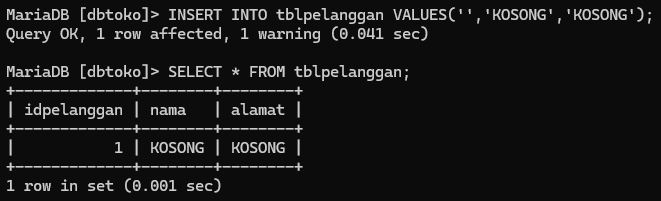 MariaDB [dbtoko]> INSERT INTO tblpelanggan VALUES('','KOSONG','KOSONG');
Query OK, 1 row affected, 1 warning (0.041 sec)

MariaDB [dbtoko]> SELECT * FROM tblpelanggan;
+-------------+--------+--------+
| idpelanggan | nama   | alamat |
+-------------+--------+--------+
|           1 | KOSONG | KOSONG |
+-------------+--------+--------+
1 row in set (0.001 sec)